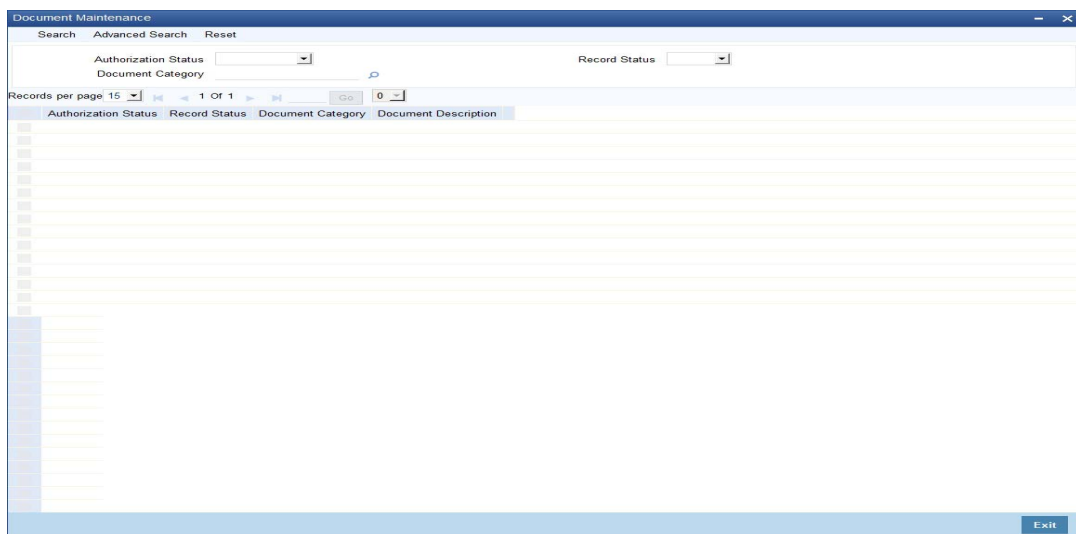 Document Maintenance
Search Advanced Search Reset
Authorization Status Record Status
Document Category
Records per page 15 1 Of 1 Go 0
Authorization Status Record Status Document Category Document Description
Exit